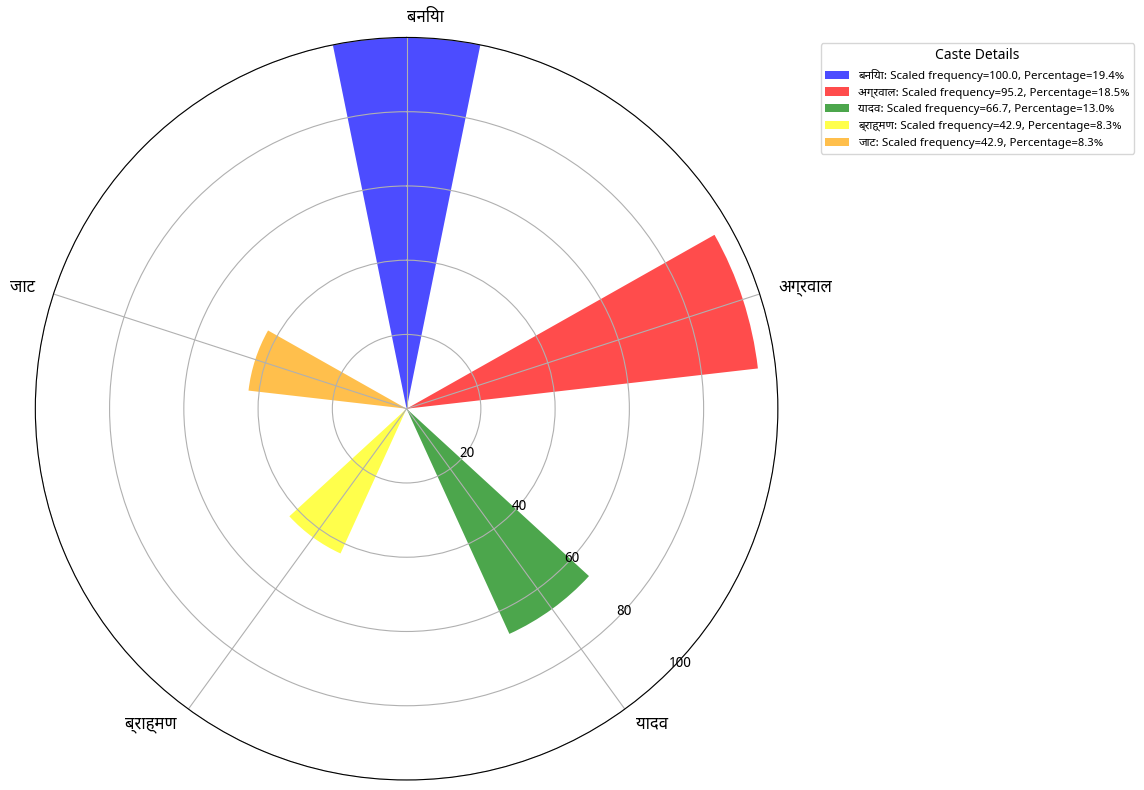 बनिया
Caste Details
बनिया: Scaled frequency=100.0, Percentage=19.4%
अग्रवाल: Scaled frequency=95.2, Percentage=18.5%
यादव: Scaled frequency=66.7, Percentage=13.0%
ब्राह्मण: Scaled frequency=42.9, Percentage=8.3%
जाट: Scaled frequency=42.9, Percentage=8.3%
जाट
अग्रवाल
20
40
60
80
100
ब्राह्मण
यादव